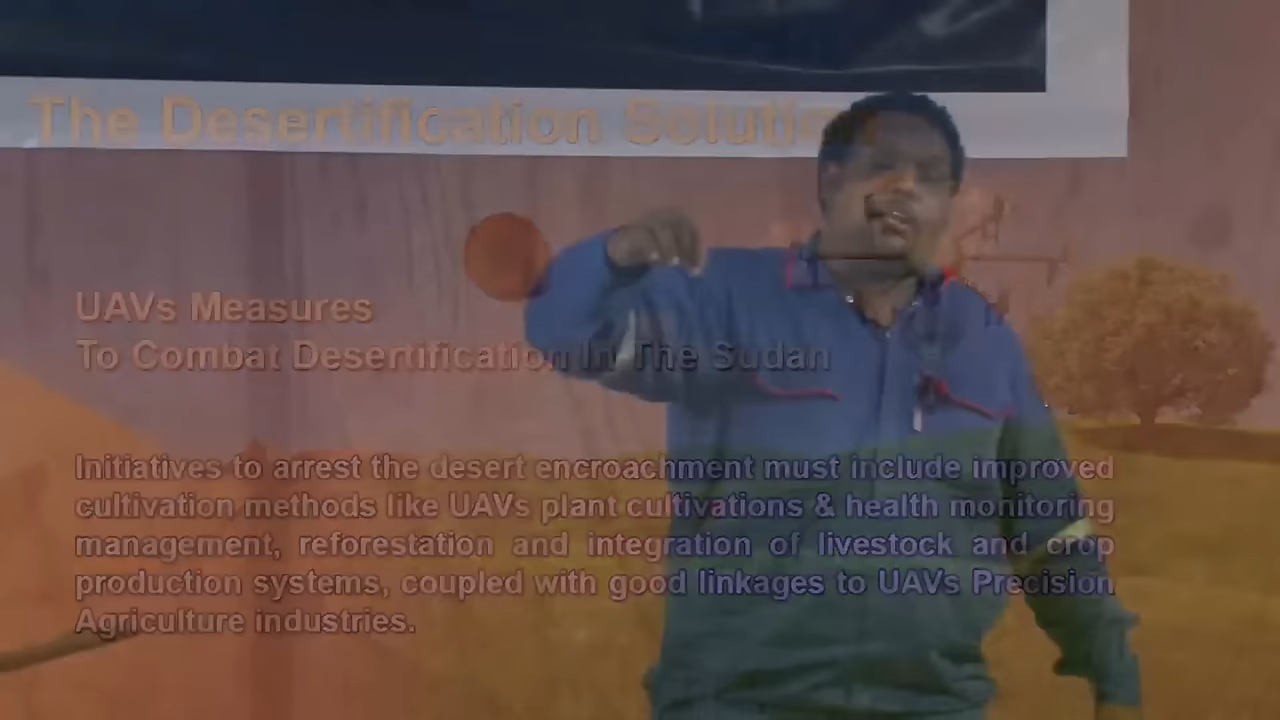 The Desertification Solution
UAVs Measures
To Combat Desertification In The Sudan
Initiatives to arrest the desert encroachment must include improved
cultivation methods like UAVs plant cultivations & health monitoring
management, reforestation and integration of livestock and crop
production systems, coupled with good linkages to UAVs Precision
Agriculture industries.